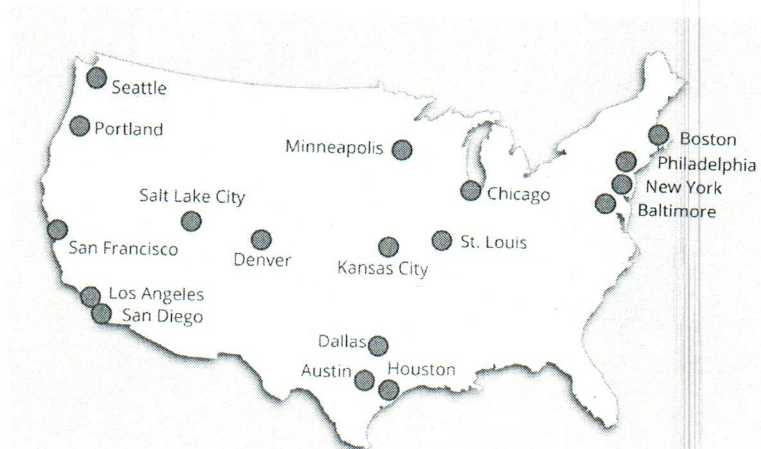 Seattle
Portland
Minneapolis
Boston
Philadelphia
New York
Baltimore
Chicago
Salt Lake City
San Francisco
Denver
Kansas City
St. Louis
Los Angeles
San Diego
Dallas
Austin
Houston